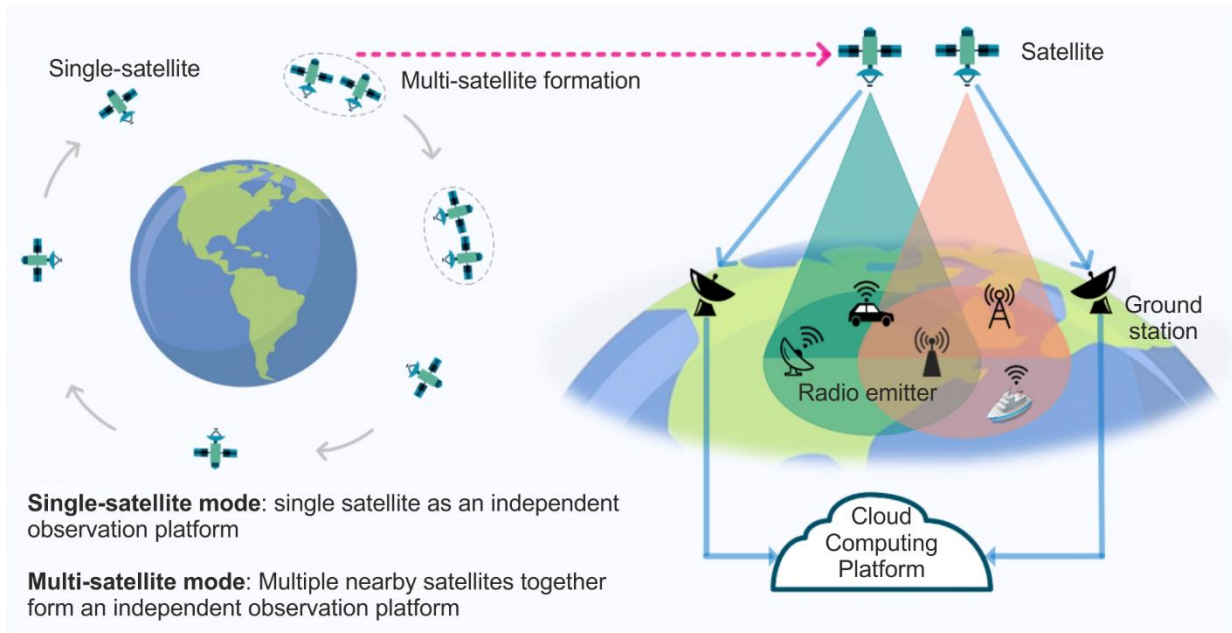 Single-satellite
Multi-satellite formation
Satellite
Ground
station
Radio emitter
Cloud
Computing
Platform
Single-satellite mode: single satellite as an independent
observation platform
Multi-satellite mode: Multiple nearby satellites together
form an independent observation platform